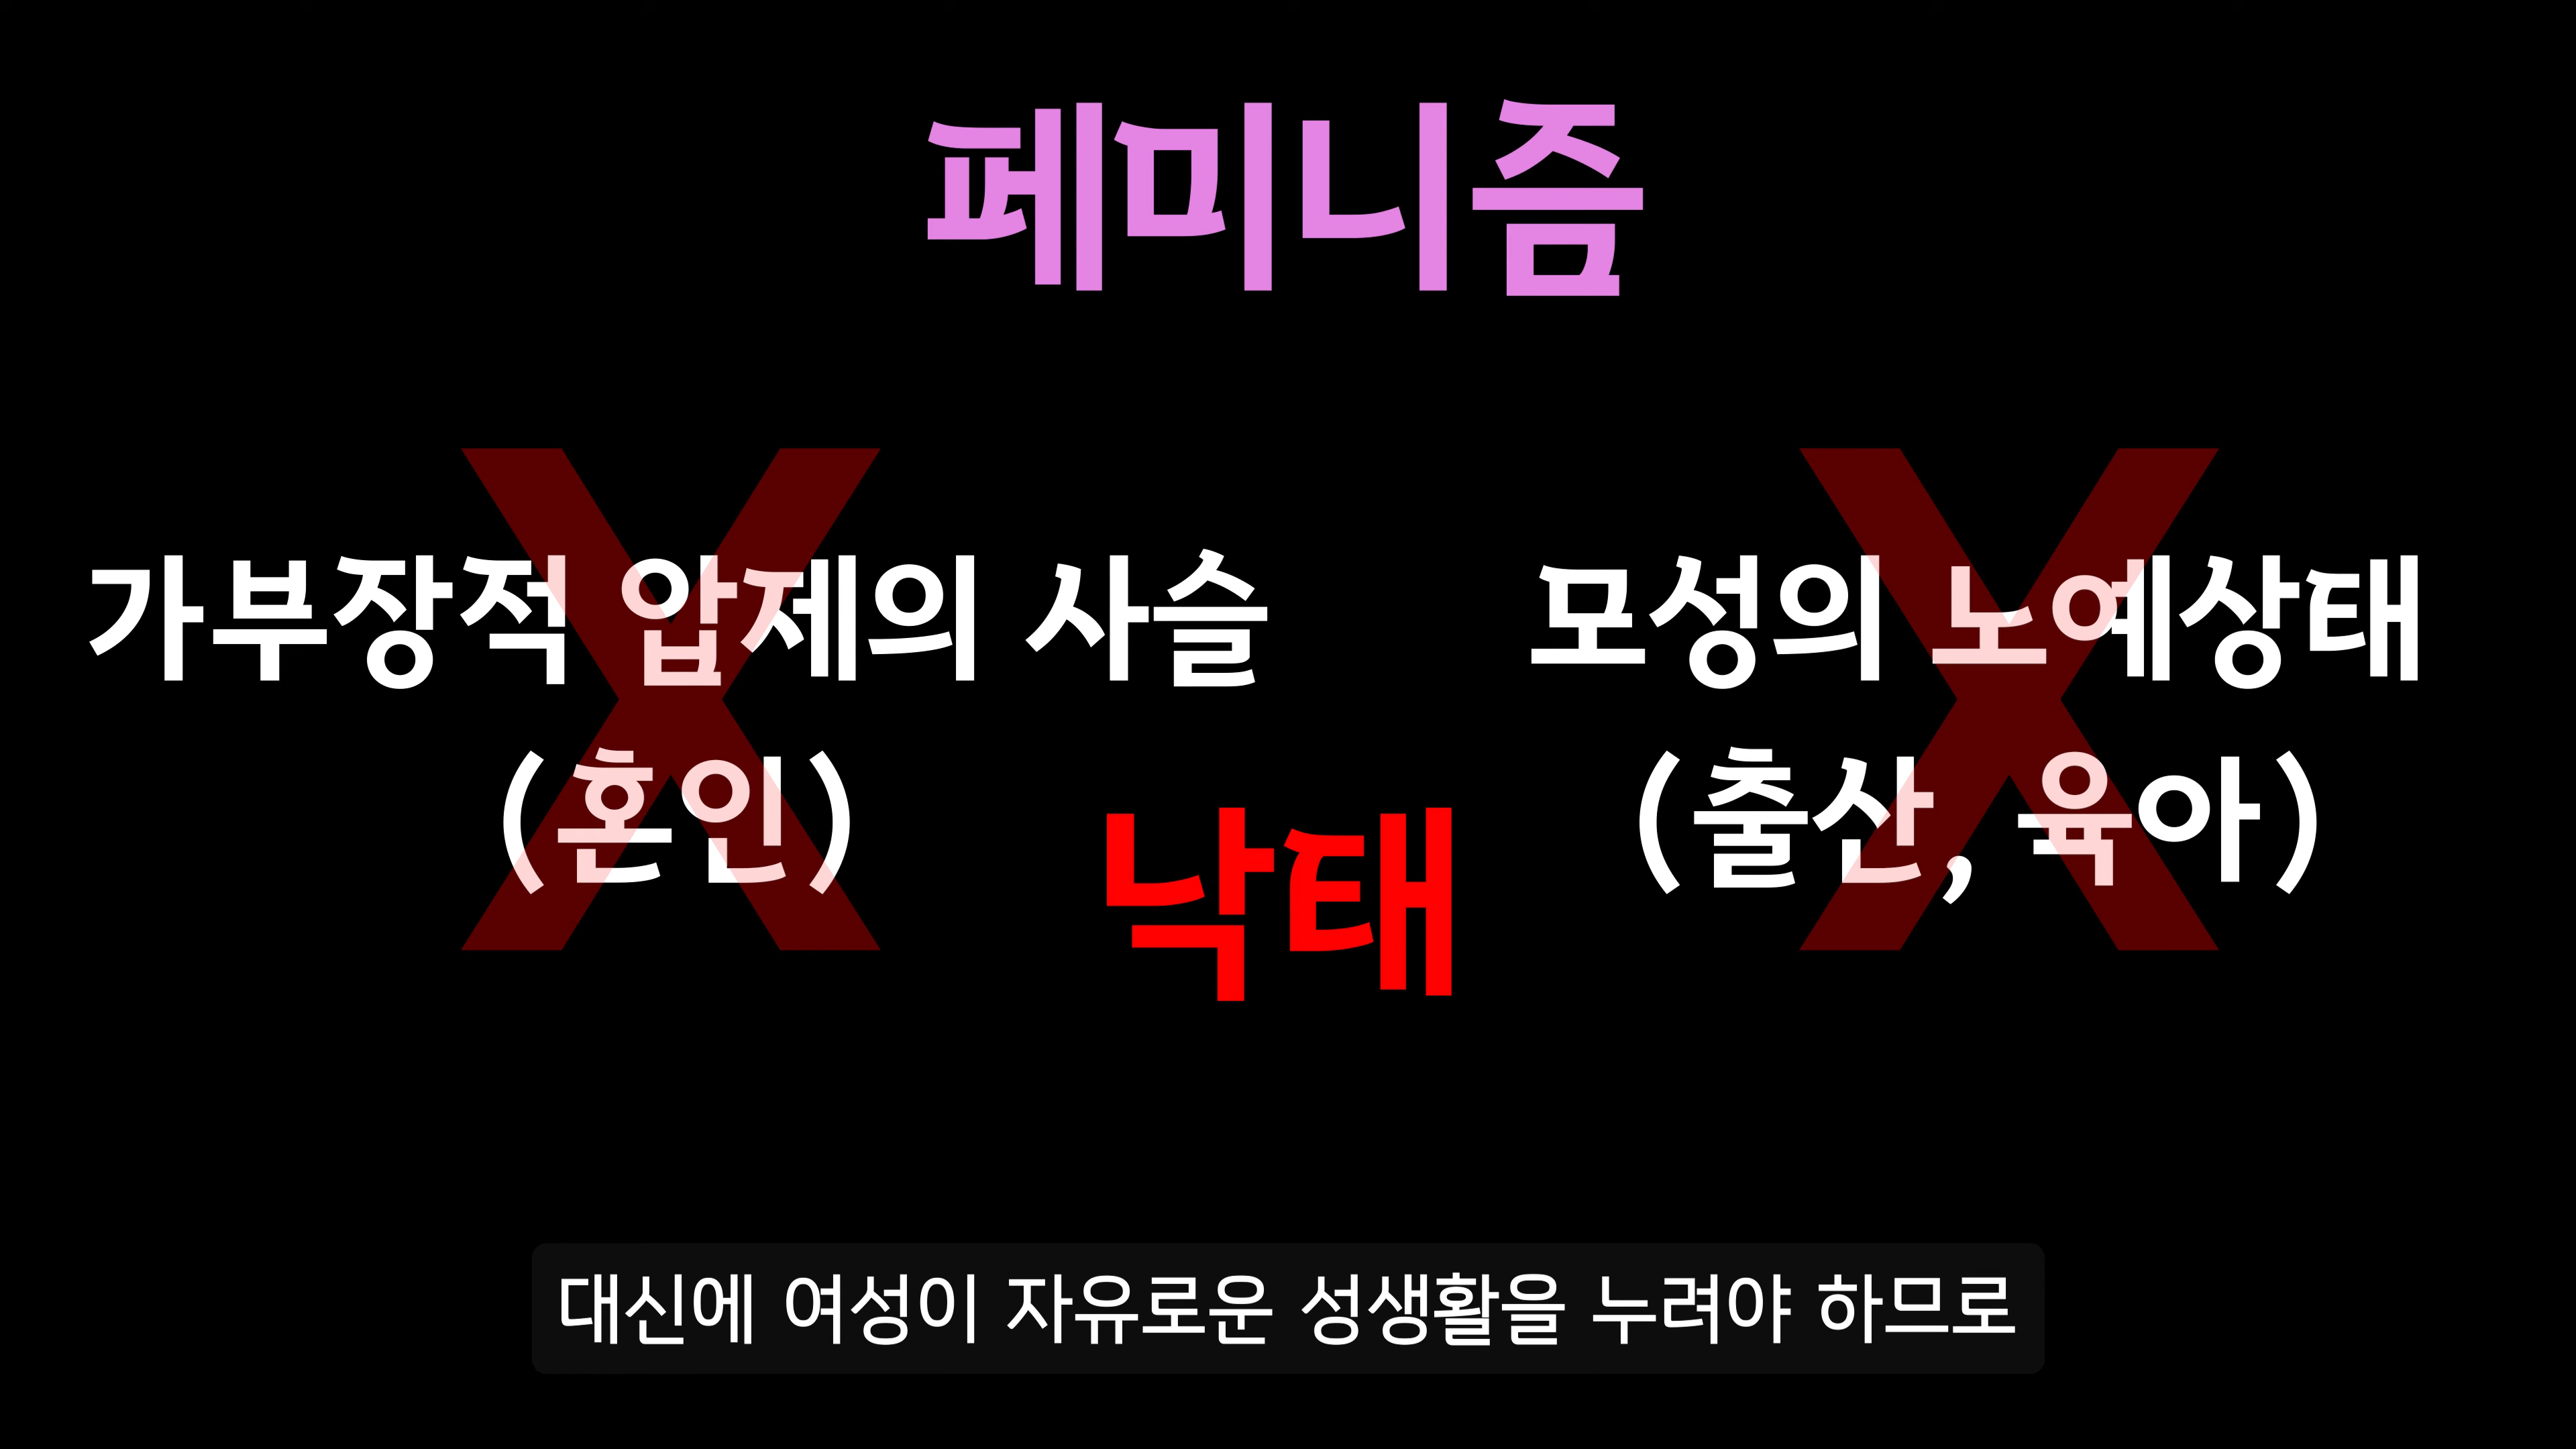 페미니즘
가부장적 압제의 사슬
(혼인)
모성의 노예상태
(출산, 육아)
낙태
대신에 여성이 자유로운 성생활을 누려야 하므로